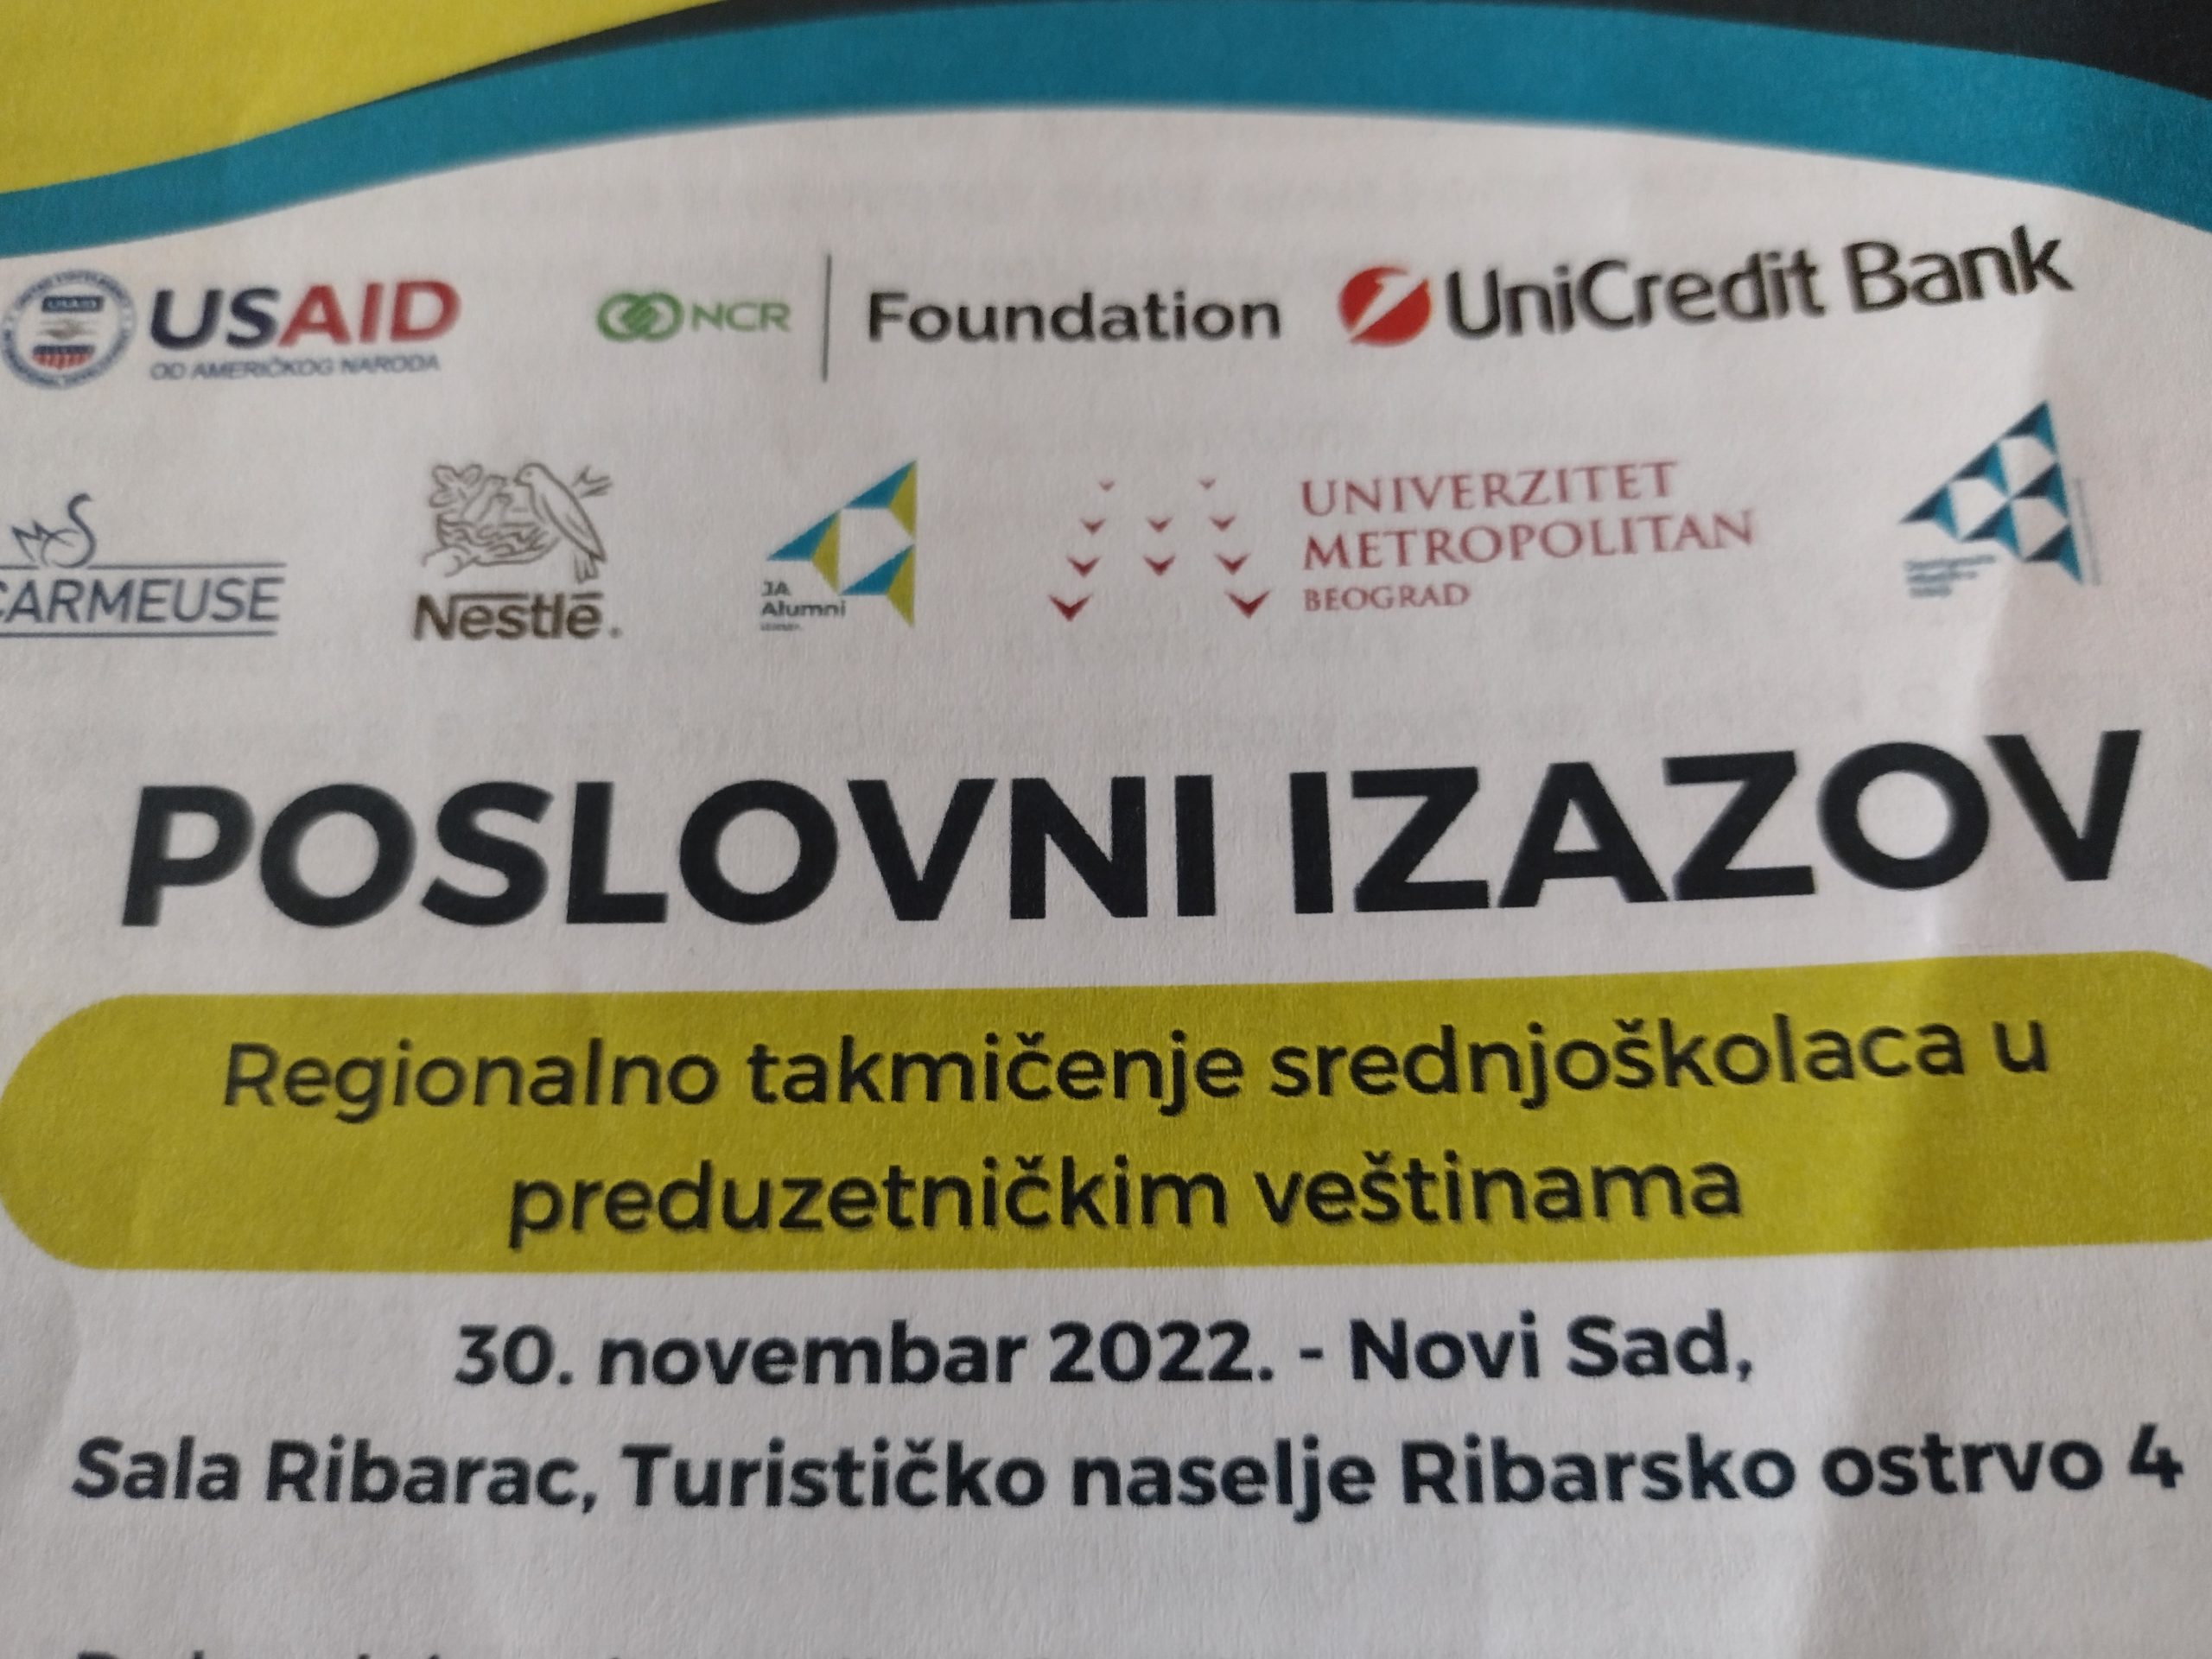 USAID
OD AMERIČKOG NARODA
NCR
Foundation
UniCredit Bank
CARMEUSE
Nestlé.
JA
Alumni
UNIVERZITET
METROPOLITAN
BEOGRAD
POSLOVNI IZAZOV
Regionalno takmičenje srednjoškolaca u
preduzetničkim veštinama
30. novembar 2022. - Novi Sad,
Sala Ribarac, Turističko naselje Ribarsko ostrvo 4